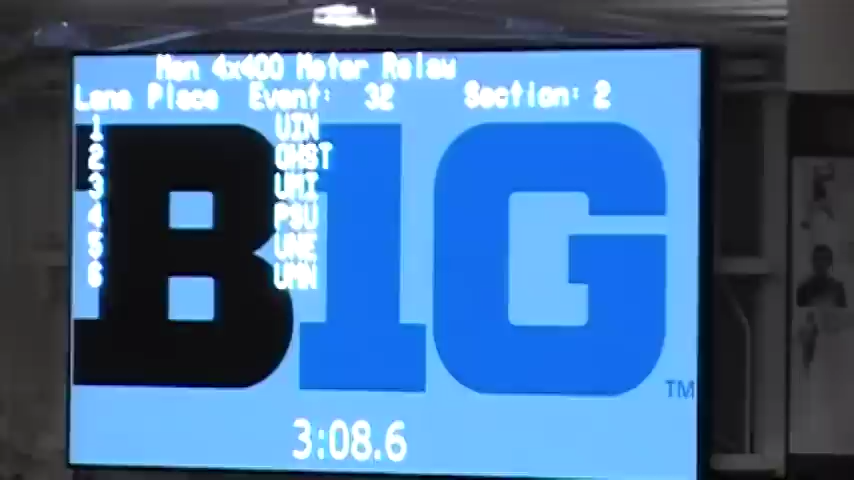 Men 4x400 Meter Relay
Lane Place Event: 32 Section: 2
1 UIN
2 OHST
3 UMI
4 PSU
5 UNE
6 UMN
B1G
TM
3:08.6